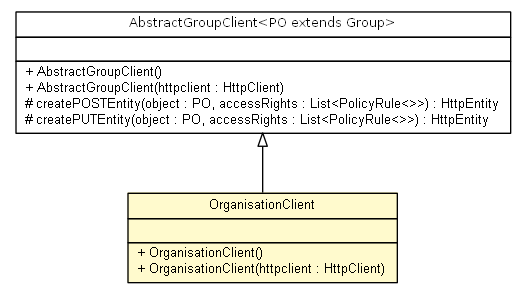 AbstractGroupClient<PO extends Group>
+ AbstractGroupClient()
+ AbstractGroupClient(httpclient : HttpClient)
# createPOSTEntity(object : PO, accessRights : List<PolicyRule<>>) : HttpEntity
# createPUTEntity(object : PO, accessRights : List<PolicyRule<>>) : HttpEntity
OrganisationClient
+ OrganisationClient()
+ OrganisationClient(httpclient : HttpClient)